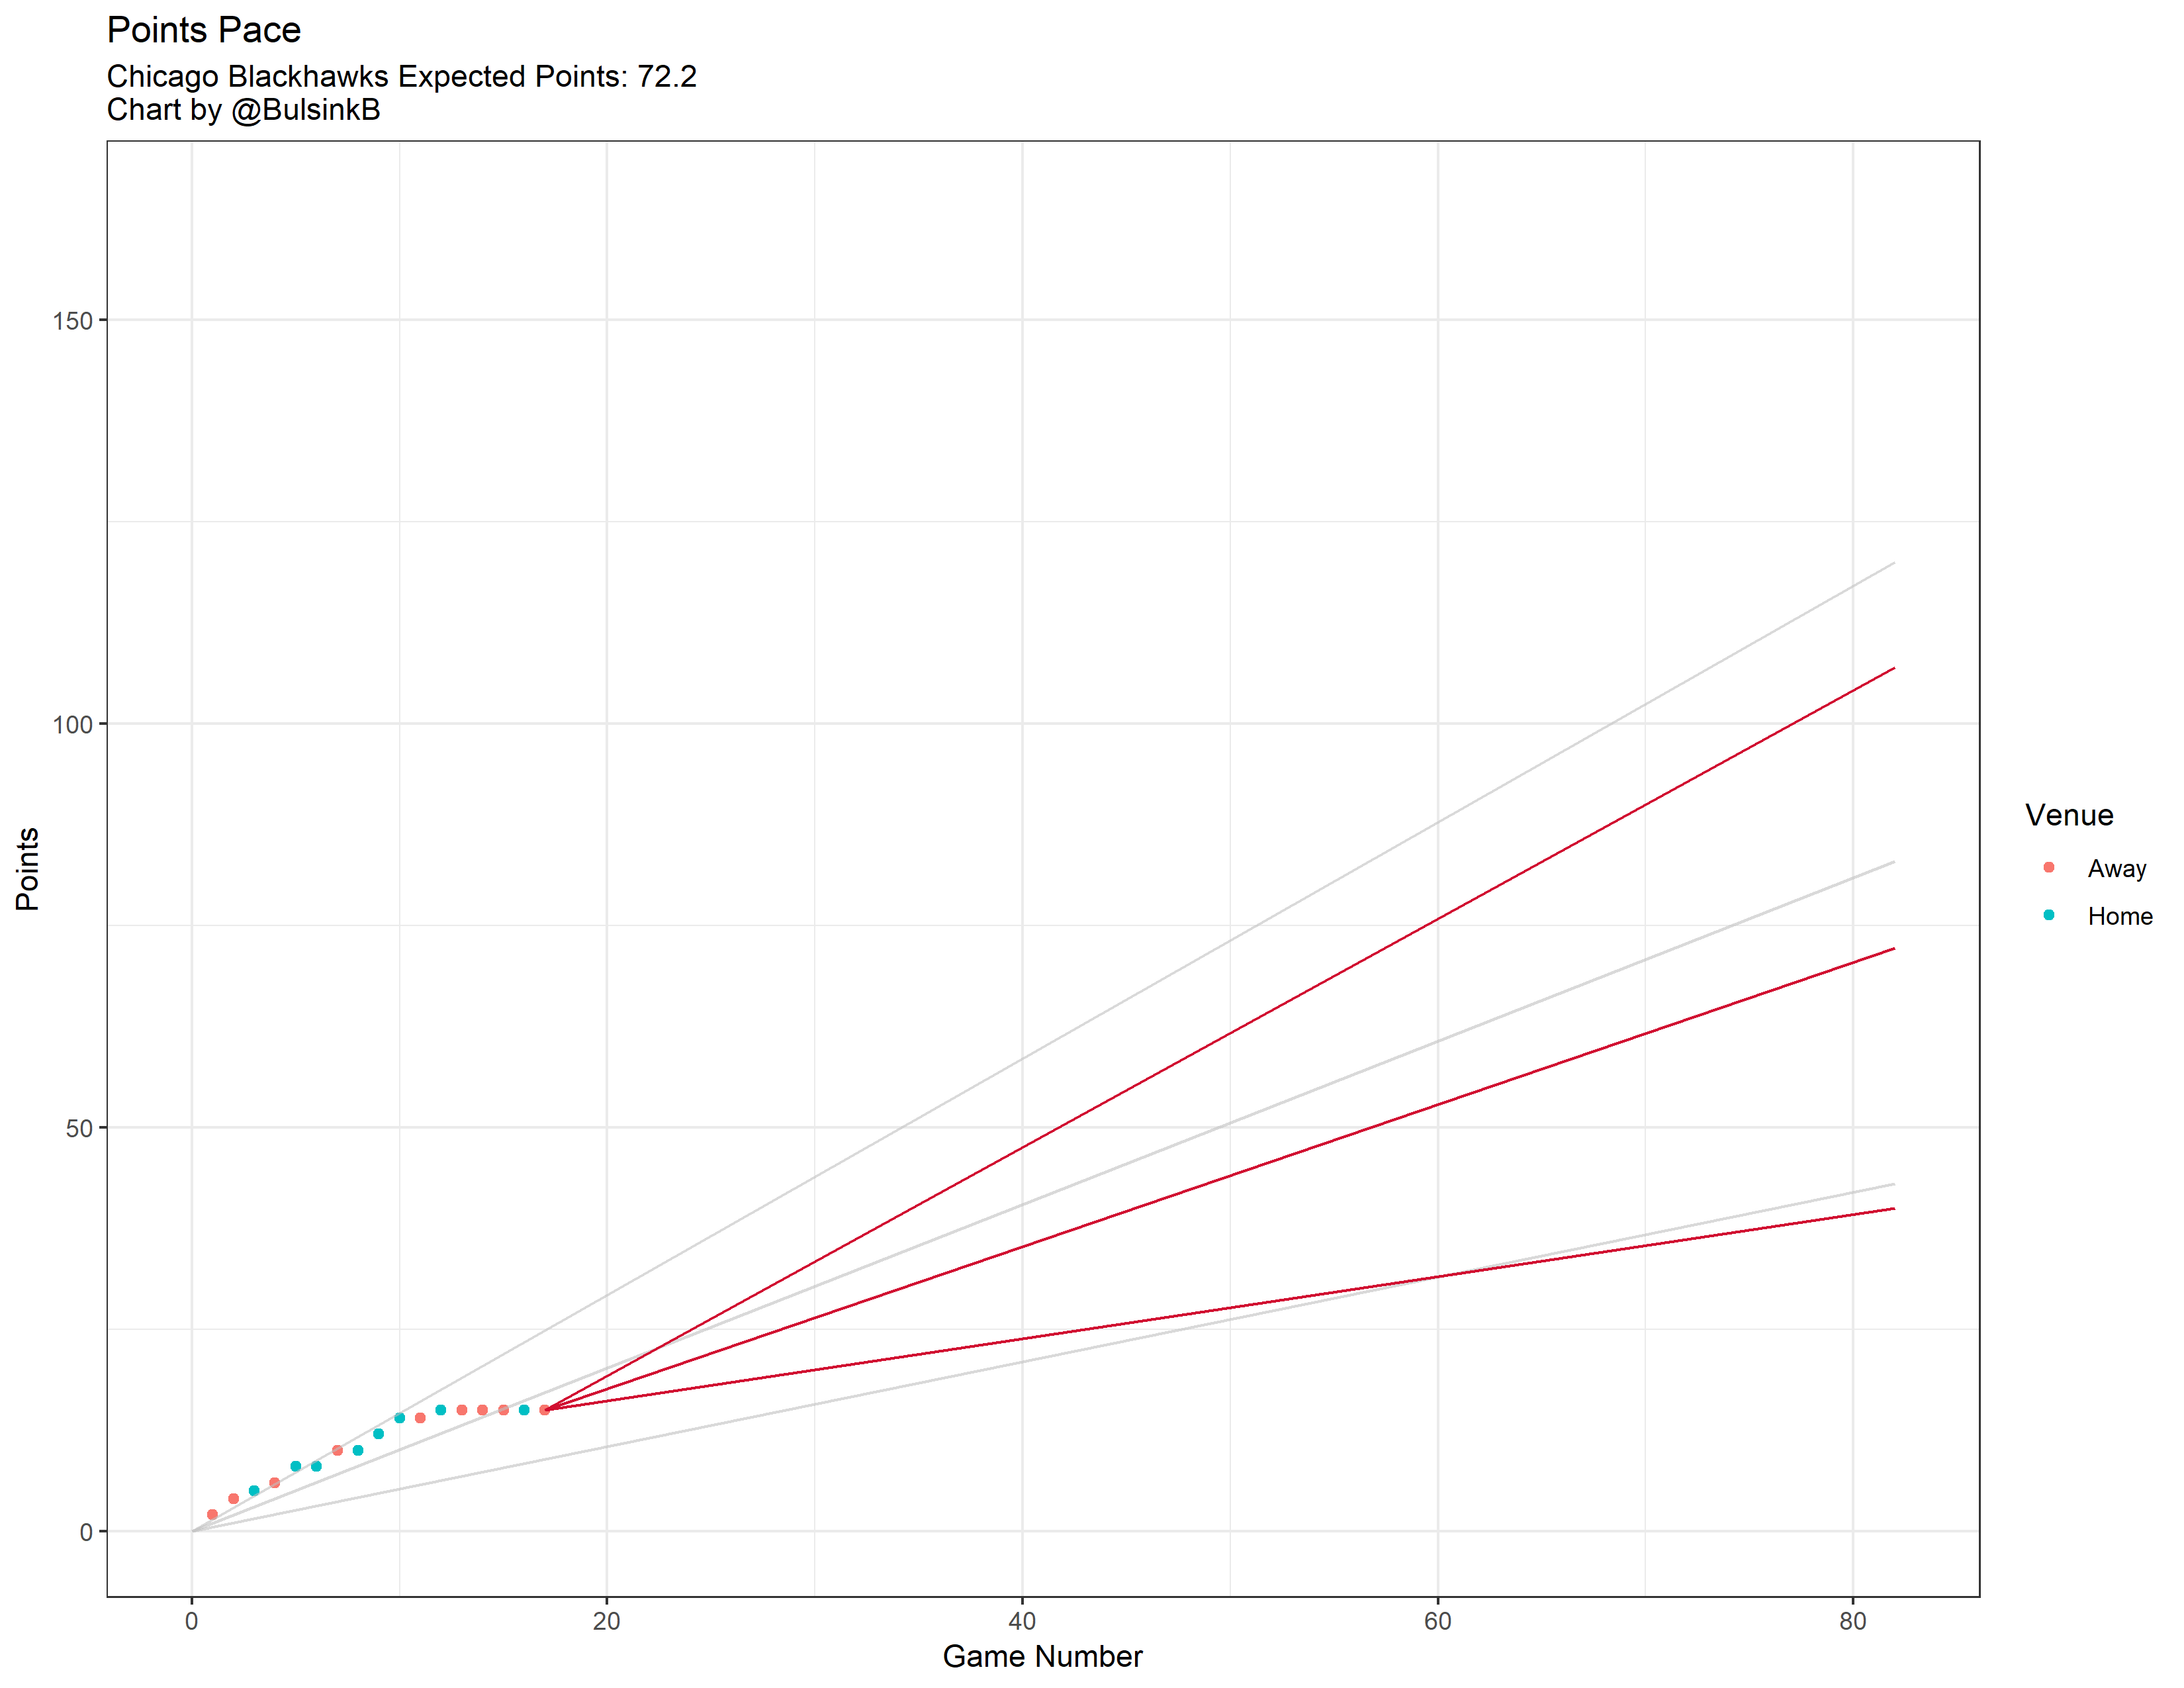 Points Pace
Chicago Blackhawks Expected Points: 72.2
Chart by @BulsinkB
150
100
50
0
Points
0
20
40
60
80
Game Number
Venue
Away
Home